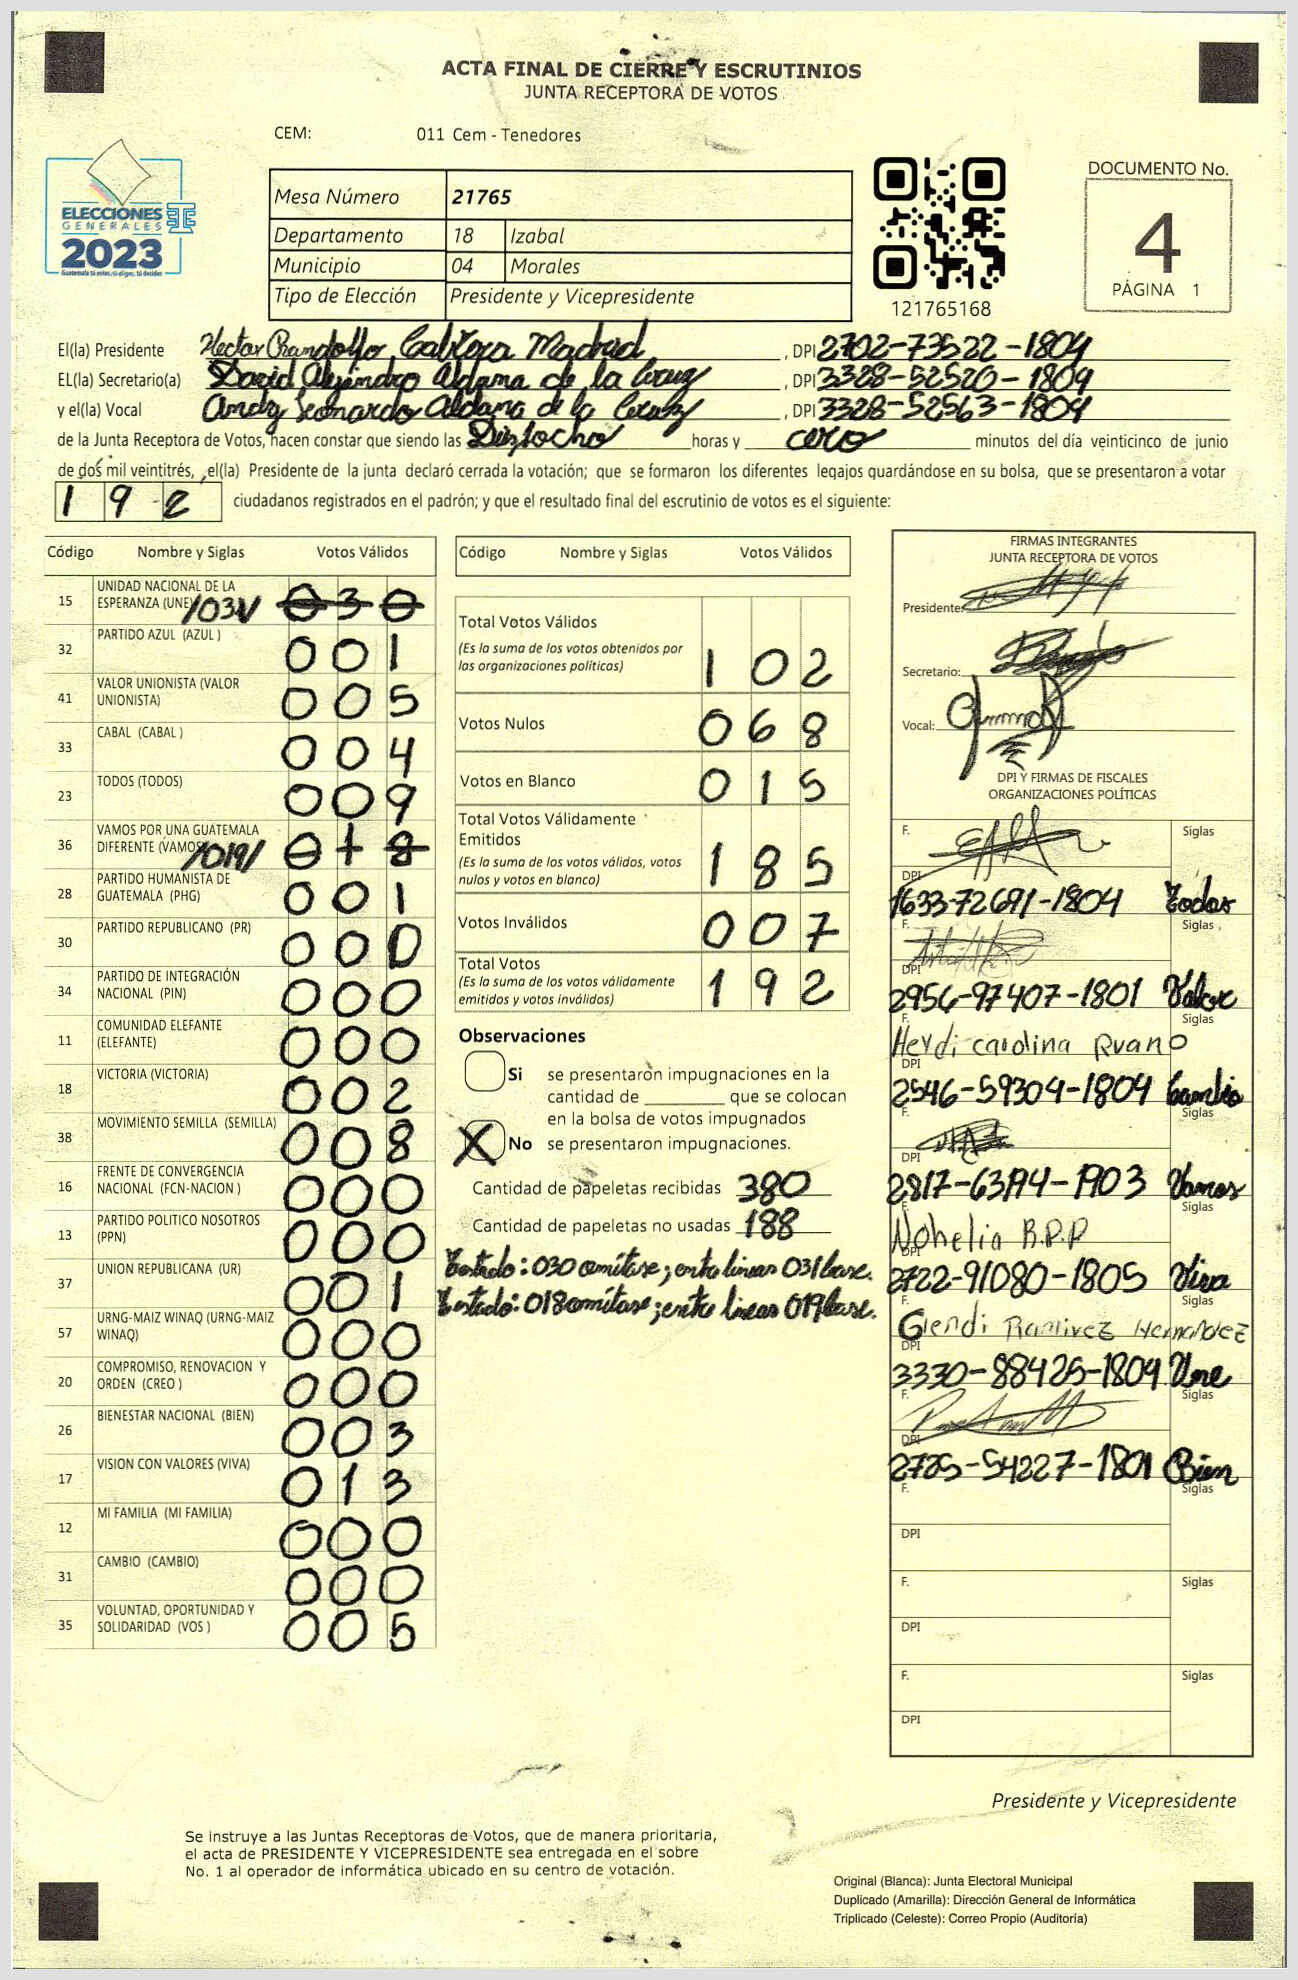 ACTA FINAL DE CIERRE Y ESCRUTINIOS
JUNTA RECEPTORA DE VOTOS
CEM: 011 Cem - Tenedores
ELECCIONES
GENERALES
2023
Guatemala tú votes, tú eliges, tú decides
Mesa Número 21765
Departamento 18 Izabal
Municipio 04 Morales
Tipo de Elección Presidente y Vicepresidente
121765168
DOCUMENTO No.
4
PÁGINA 1
El(la) Presidente Hector Randolfo Cabrera Madrid, DPI 2702-73522-1804
EL(la) Secretario(a) David Alejandro Aldana de la Cruz, DPI 3328-52520-1804
y el(la) Vocal Andy Leonardo Aldana de la Cruz, DPI 3328-52563-1804
de la Junta Receptora de Votos, hacen constar que siendo las Dieciocho horas y cero minutos del día veinticinco de junio
de dos mil veintitrés, el(la) Presidente de la junta declaró cerrada la votación; que se formaron los diferentes legajos guardándose en su bolsa, que se presentaron a votar
1 9 2 ciudadanos registrados en el padrón; y que el resultado final del escrutinio de votos es el siguiente:
Código Nombre y Siglas Votos Válidos
15 UNIDAD NACIONAL DE LA
ESPERANZA (UNE) /031/ 0 3 0
32 PARTIDO AZUL (AZUL ) 0 0 1
41 VALOR UNIONISTA (VALOR
UNIONISTA) 0 0 5
33 CABAL (CABAL ) 0 0 4
23 TODOS (TODOS) 0 0 9
36 VAMOS POR UNA GUATEMALA
DIFERENTE (VAMOS) /019/ 0 1 8
28 PARTIDO HUMANISTA DE
GUATEMALA (PHG) 0 0 1
30 PARTIDO REPUBLICANO (PR) 0 0 0
34 PARTIDO DE INTEGRACIÓN
NACIONAL (PIN) 0 0 0
11 COMUNIDAD ELEFANTE
(ELEFANTE) 0 0 0
18 VICTORIA (VICTORIA) 0 0 2
38 MOVIMIENTO SEMILLA (SEMILLA) 0 0 8
16 FRENTE DE CONVERGENCIA
NACIONAL (FCN-NACION ) 0 0 0
13 PARTIDO POLITICO NOSOTROS
(PPN) 0 0 0
37 UNION REPUBLICANA (UR) 0 0 1
57 URNG-MAIZ WINAQ (URNG-MAIZ
WINAQ) 0 0 0
20 COMPROMISO, RENOVACION Y
ORDEN (CREO ) 0 0 0
26 BIENESTAR NACIONAL (BIEN) 0 0 3
17 VISION CON VALORES (VIVA) 0 1 3
12 MI FAMILIA (MI FAMILIA) 0 0 0
31 CAMBIO (CAMBIO) 0 0 0
35 VOLUNTAD, OPORTUNIDAD Y
SOLIDARIDAD (VOS ) 0 0 5
Código Nombre y Siglas Votos Válidos
Total Votos Válidos
(Es la suma de los votos obtenidos por
las organizaciones políticas) 1 0 2
Votos Nulos 0 6 8
Votos en Blanco 0 1 5
Total Votos Válidamente
Emitidos
(Es la suma de los votos válidos, votos
nulos y votos en blanco) 1 8 5
Votos Inválidos 0 0 7
Total Votos
(Es la suma de los votos válidamente
emitidos y votos inválidos) 1 9 2
Observaciones
Si se presentaron impugnaciones en la
cantidad de ________ que se colocan
en la bolsa de votos impugnados
X No se presentaron impugnaciones.
Cantidad de papeletas recibidas 380
Cantidad de papeletas no usadas 188
Testado: 030 omitase; entre lineas 031 lease.
Testado: 018 omitase; entre lineas 019 lease.
FIRMAS INTEGRANTES
JUNTA RECEPTORA DE VOTOS
Presidente:
Secretario:
Vocal:
DPI Y FIRMAS DE FISCALES
ORGANIZACIONES POLÍTICAS
F. Siglas
DPI 1633-72691-1804 Todos
F. Siglas
DPI 2956-97407-1801 Valor
F. Heydi carolina Ruano Siglas
DPI 2546-59304-1804 Cambio
F. Siglas
DPI 2817-63194-1903 Vamos
F. Nohelia B.P.P Siglas
DPI 2722-91080-1805 Viva
F. Glendi Ramirez Hernandez Siglas
DPI 3330-88425-1804 Une
F. Siglas
DPI 2725-54227-1801 Bien
F. Siglas
DPI
F. Siglas
DPI
F. Siglas
DPI
Presidente y Vicepresidente
Se instruye a las Juntas Receptoras de Votos, que de manera prioritaria,
el acta de PRESIDENTE Y VICEPRESIDENTE sea entregada en el sobre
No. 1 al operador de informática ubicado en su centro de votación.
Original (Blanca): Junta Electoral Municipal
Duplicado (Amarilla): Dirección General de Informática
Triplicado (Celeste): Correo Propio (Auditoría)